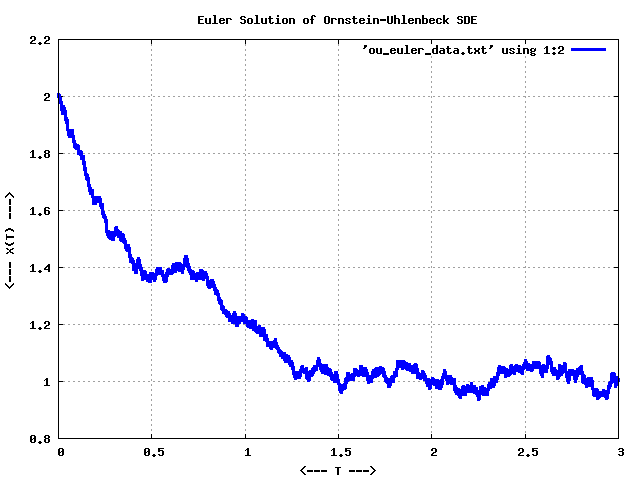 Euler Solution of Ornstein-Uhlenbeck SDE
'ou_euler_data.txt' using 1:2
2.2
2
1.8
1.6
1.4
1.2
1
0.8
<--- X(T) --->
0 0.5 1 1.5 2 2.5 3
<--- T --->